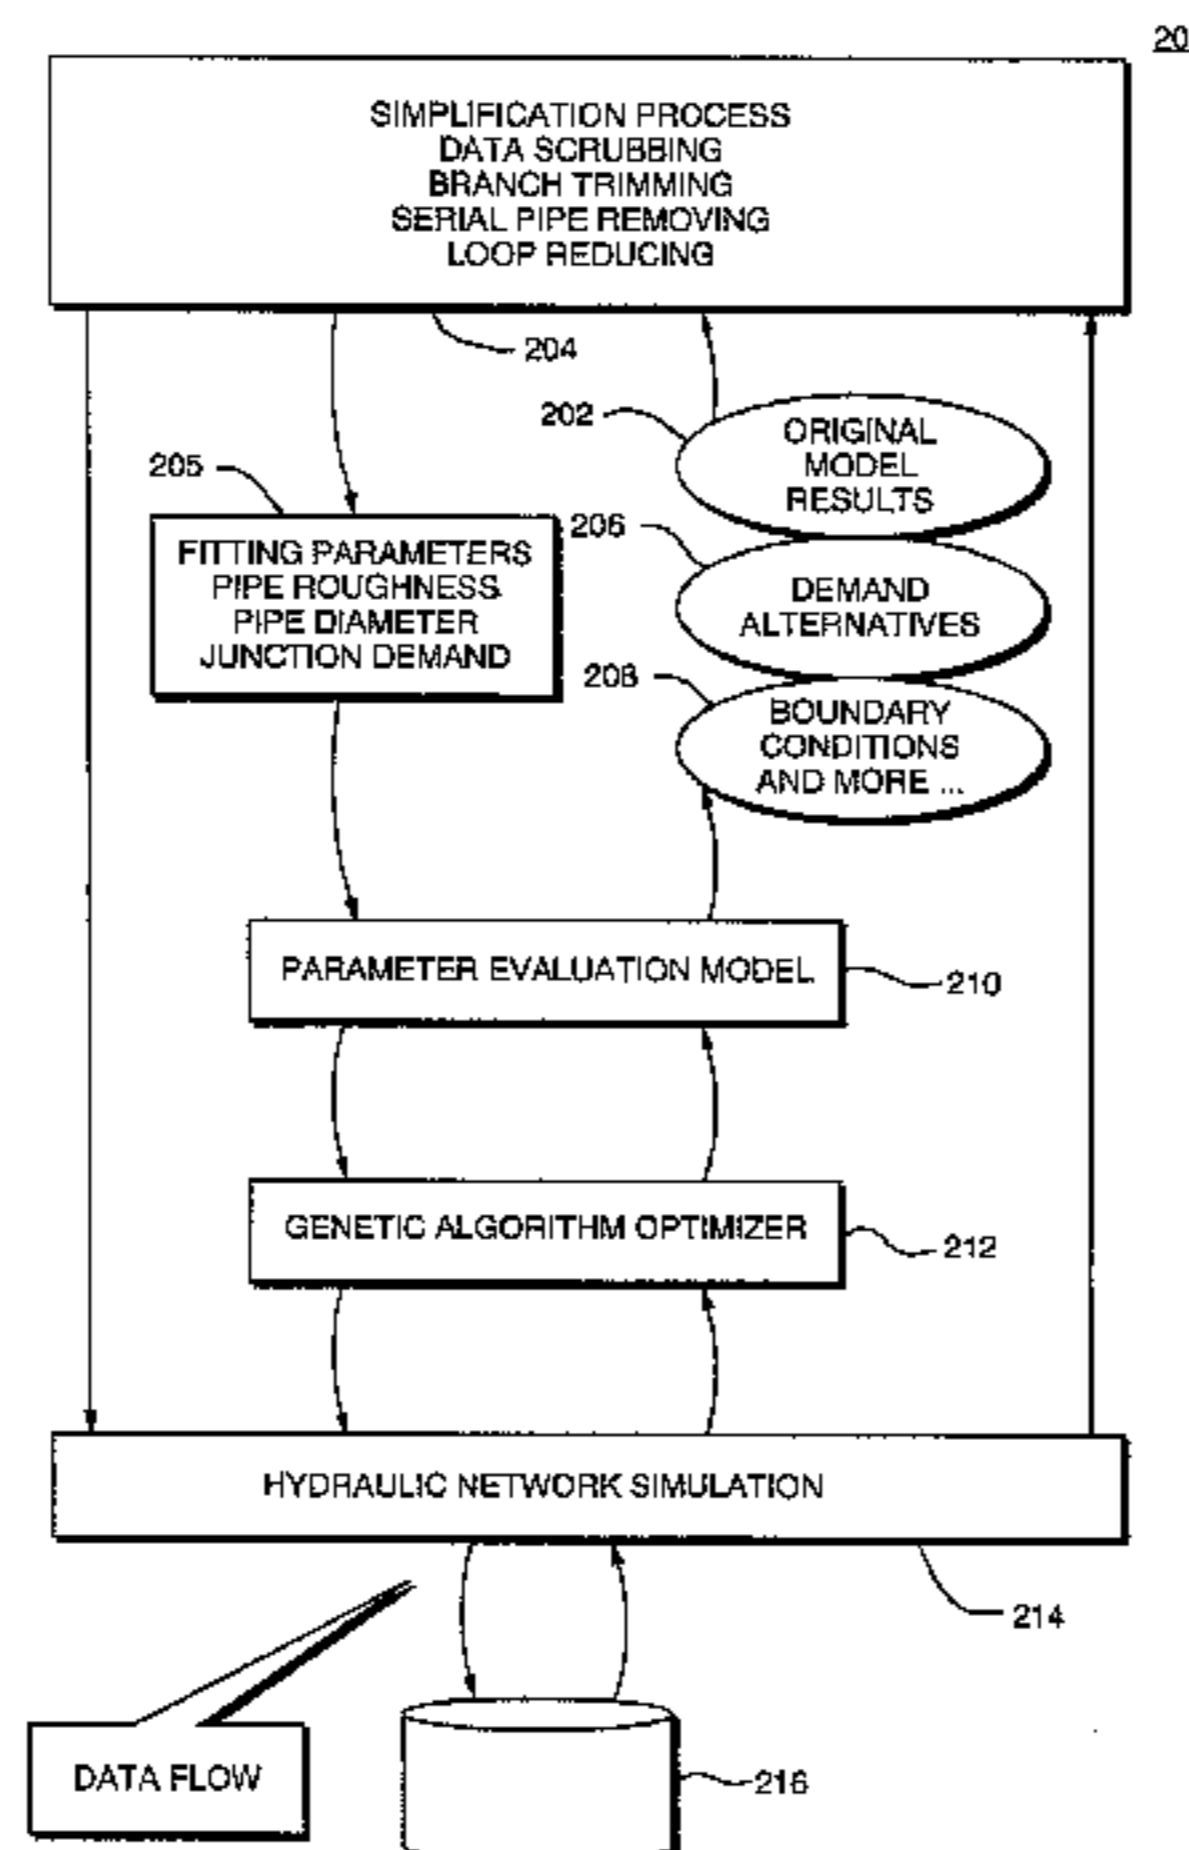 20
SIMPLIFICATION PROCESS
DATA SCRUBBING
BRANCH TRIMMING
SERIAL PIPE REMOVING
LOOP REDUCING
204
202
ORIGINAL
MODEL
RESULTS
205
FITTING PARAMETERS
PIPE ROUGHNESS
PIPE DIAMETER
JUNCTION DEMAND
206
DEMAND
ALTERNATIVES
208
BOUNDARY
CONDITIONS
AND MORE ...
PARAMETER EVALUATION MODEL
210
GENETIC ALGORITHM OPTIMIZER
212
HYDRAULIC NETWORK SIMULATION
214
DATA FLOW
216